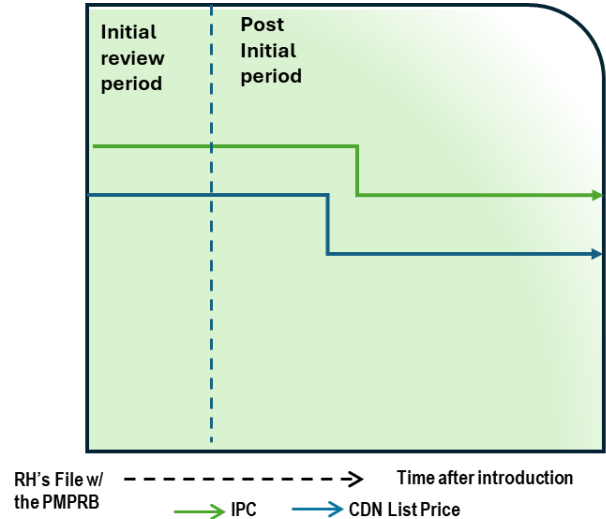 Initial
review
period
Post
Initial
period
RH's File w/
the PMPRB
Time after introduction
IPC
CDN List Price